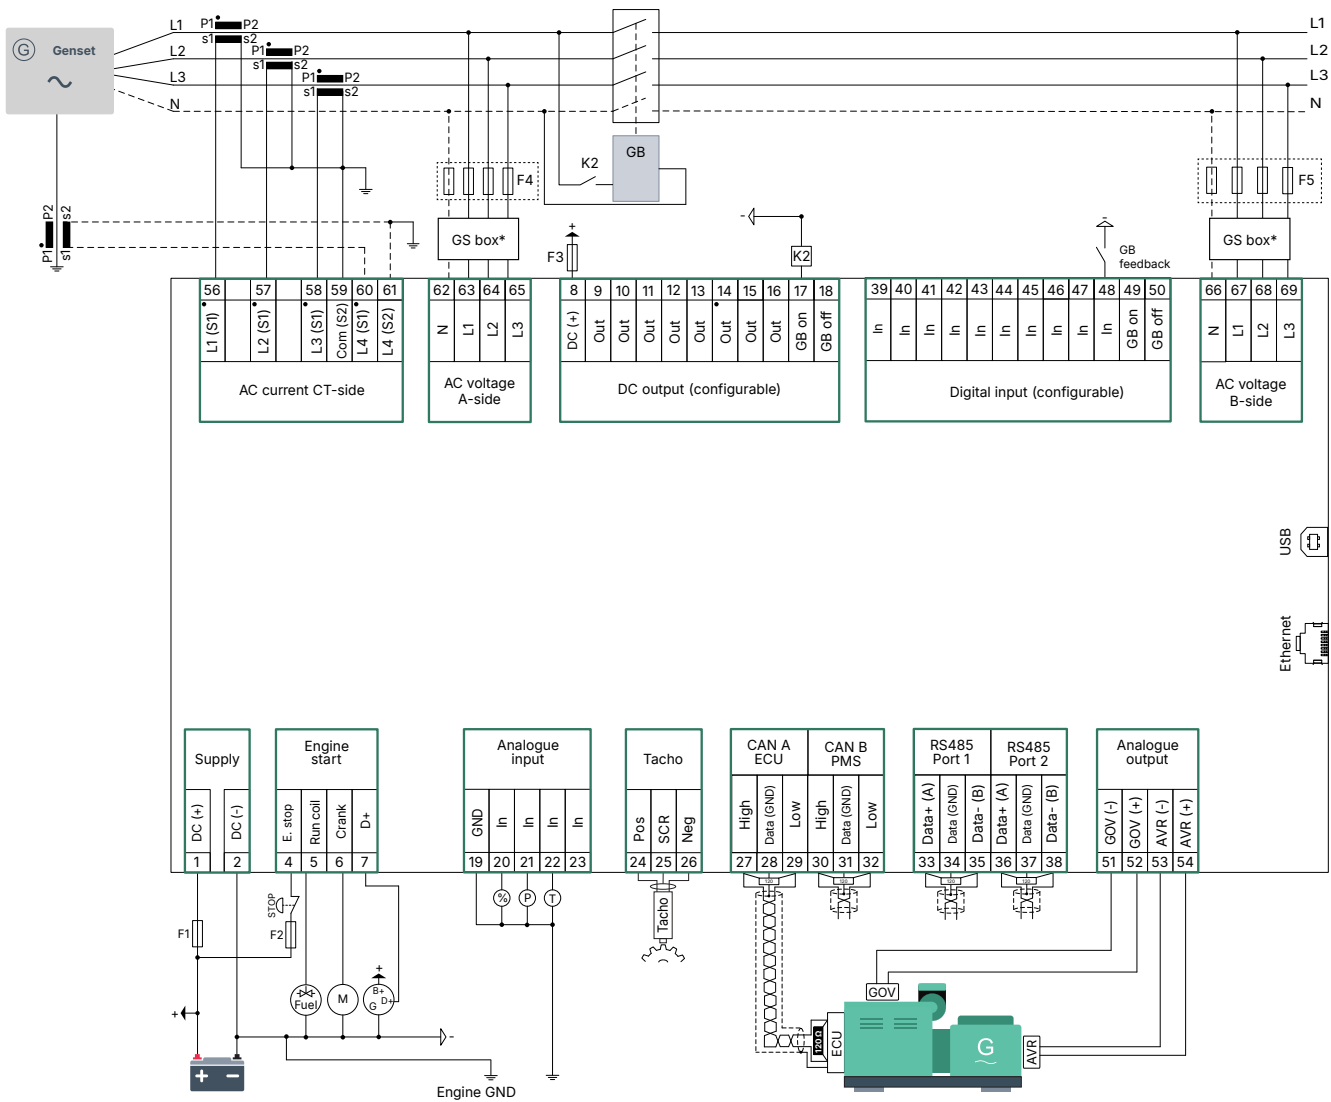 L1 P1 P2
s1 s2
L2 P1 P2
s1 s2
L3 P1 P2
s1 s2
N
G Genset
L1
L2
L3
N
GB
K2
F4
F5
P2 s2
P1 s1
GS box*
GS box*
+
F3
-
K2
-
GB
feedback
56 57 58 59 60 61
L1 (S1) L2 (S1) L3 (S1) Com (S2) L4 (S1) L4 (S2)
AC current CT-side
62 63 64 65
N L1 L2 L3
AC voltage
A-side
8 9 10 11 12 13 14 15 16 17 18
DC (+) Out Out Out Out Out Out Out Out GB on GB off
DC output (configurable)
39 40 41 42 43 44 45 46 47 48 49 50
In In In In In In In In In In GB on GB off
Digital input (configurable)
66 67 68 69
N L1 L2 L3
AC voltage
B-side
USB
Ethernet
Supply
DC (+) DC (-)
1 2
Engine
start
E. stop Run coil Crank D+
4 5 6 7
Analogue
input
GND In In In In
19 20 21 22 23
Tacho
Pos SCR Neg
24 25 26
CAN A
ECU
High Data (GND) Low
27 28 29
CAN B
PMS
High Data (GND) Low
30 31 32
RS485
Port 1
Data+ (A) Data (GND) Data- (B)
33 34 35
RS485
Port 2
Data+ (A) Data (GND) Data- (B)
36 37 38
Analogue
output
GOV (-) GOV (+) AVR (-) AVR (+)
51 52 53 54
120 120 120 120
STOP
F1
F2
% P T
Tacho
Fuel
M
+
B+
G D+
+
-
+ −
Engine GND
120 Ω
ECU
GOV
G
AVR